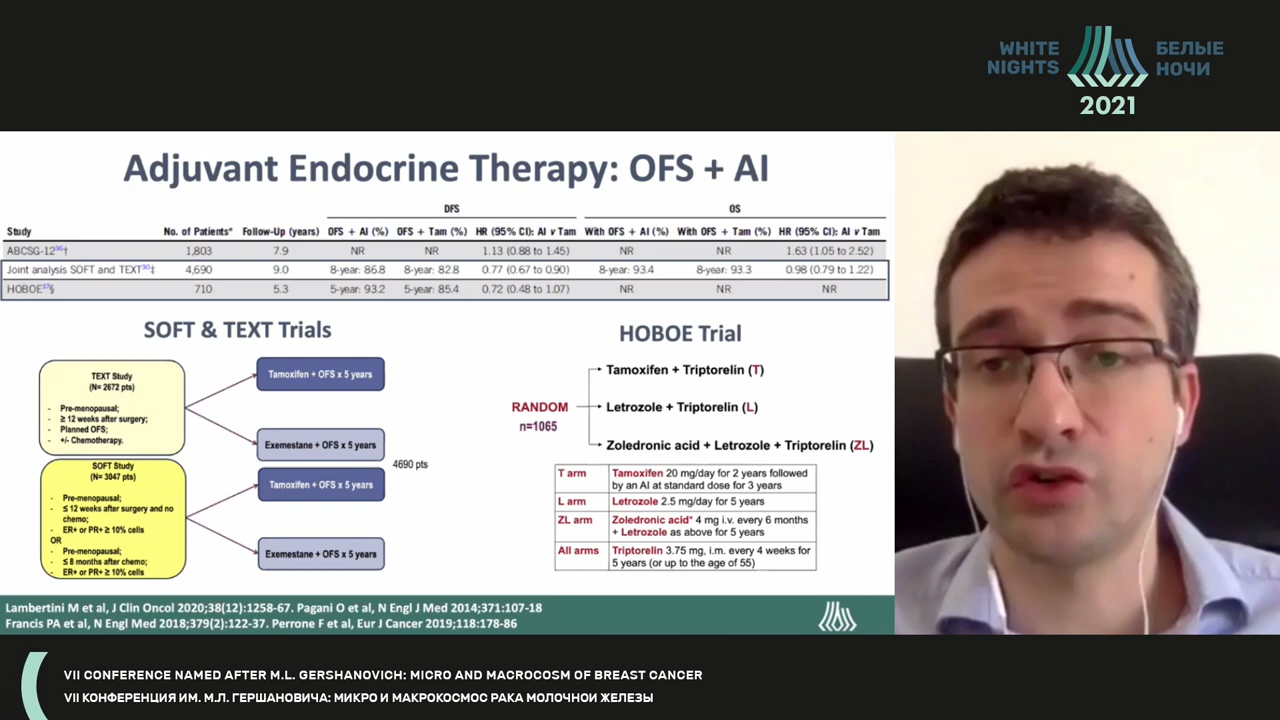 WHITE NIGHTS
БЕЛЫЕ НОЧИ
2021
Adjuvant Endocrine Therapy: OFS + AI
DFS OS
Study No. of Patients* Follow-Up (years) OFS + AI (%) OFS + Tam (%) HR (95% CI): AI v Tam With OFS + AI (%) With OFS + Tam (%) HR (95% CI): AI v Tam
ABCSG-12³⁶† 1,803 7.9 NR NR 1.13 (0.88 to 1.45) NR NR 1.63 (1.05 to 2.52)
Joint analysis SOFT and TEXT³⁰‡ 4,690 9.0 8-year: 86.8 8-year: 82.8 0.77 (0.67 to 0.90) 8-year: 93.4 8-year: 93.3 0.98 (0.79 to 1.22)
HOBOE³⁷§ 710 5.3 5-year: 93.2 5-year: 85.4 0.72 (0.48 to 1.07) NR NR NR
SOFT & TEXT Trials
TEXT Study
(N= 2672 pts)
- Pre-menopausal;
- ≥ 12 weeks after surgery;
- Planned OFS;
- +/- Chemotherapy.
SOFT Study
(N= 3047 pts)
- Pre-menopausal;
- ≤ 12 weeks after surgery and no
chemo;
- ER+ or PR+ ≥ 10% cells
OR
- Pre-menopausal;
- ≤ 8 months after chemo;
- ER+ or PR+ ≥ 10% cells
Tamoxifen + OFS x 5 years
Exemestane + OFS x 5 years
4690 pts
Tamoxifen + OFS x 5 years
Exemestane + OFS x 5 years
HOBOE Trial
RANDOM
n=1065
Tamoxifen + Triptorelin (T)
Letrozole + Triptorelin (L)
Zoledronic acid + Letrozole + Triptorelin (ZL)
T arm Tamoxifen 20 mg/day for 2 years followed
by an AI at standard dose for 3 years
L arm Letrozole 2.5 mg/day for 5 years
ZL arm Zoledronic acid* 4 mg i.v. every 6 months
+ Letrozole as above for 5 years
All arms Triptorelin 3.75 mg, i.m. every 4 weeks for
5 years (or up to the age of 55)
Lambertini M et al, J Clin Oncol 2020;38(12):1258-67. Pagani O et al, N Engl J Med 2014;371:107-18
Francis PA et al, N Engl Med 2018;379(2):122-37. Perrone F et al, Eur J Cancer 2019;118:178-86
VII CONFERENCE NAMED AFTER M.L. GERSHANOVICH: MICRO AND MACROCOSM OF BREAST CANCER
VII КОНФЕРЕНЦИЯ ИМ. М.Л. ГЕРШАНОВИЧА: МИКРО И МАКРОКОСМОС РАКА МОЛОЧНОЙ ЖЕЛЕЗЫ